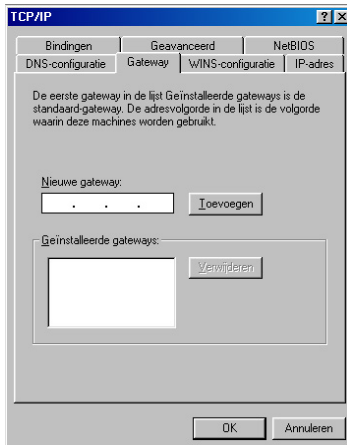 TCP/IP
Bindingen Geavanceerd NetBIOS
DNS-configuratie Gateway WINS-configuratie IP-adres
De eerste gateway in de lijst Geïnstalleerde gateways is de
standaard-gateway. De adresvolgorde in de lijst is de volgorde
waarin deze machines worden gebruikt.
Nieuwe gateway:
. . . Toevoegen
Geïnstalleerde gateways:
Verwijderen
OK Annuleren